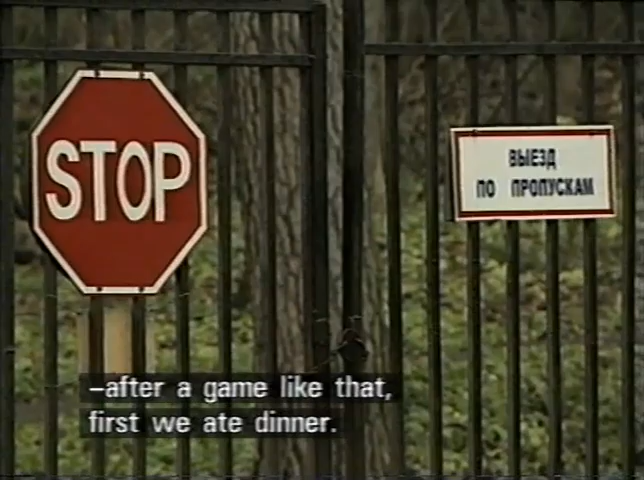 STOP
ВЫЕЗД
ПО ПРОПУСКАМ
–after a game like that,
first we ate dinner.